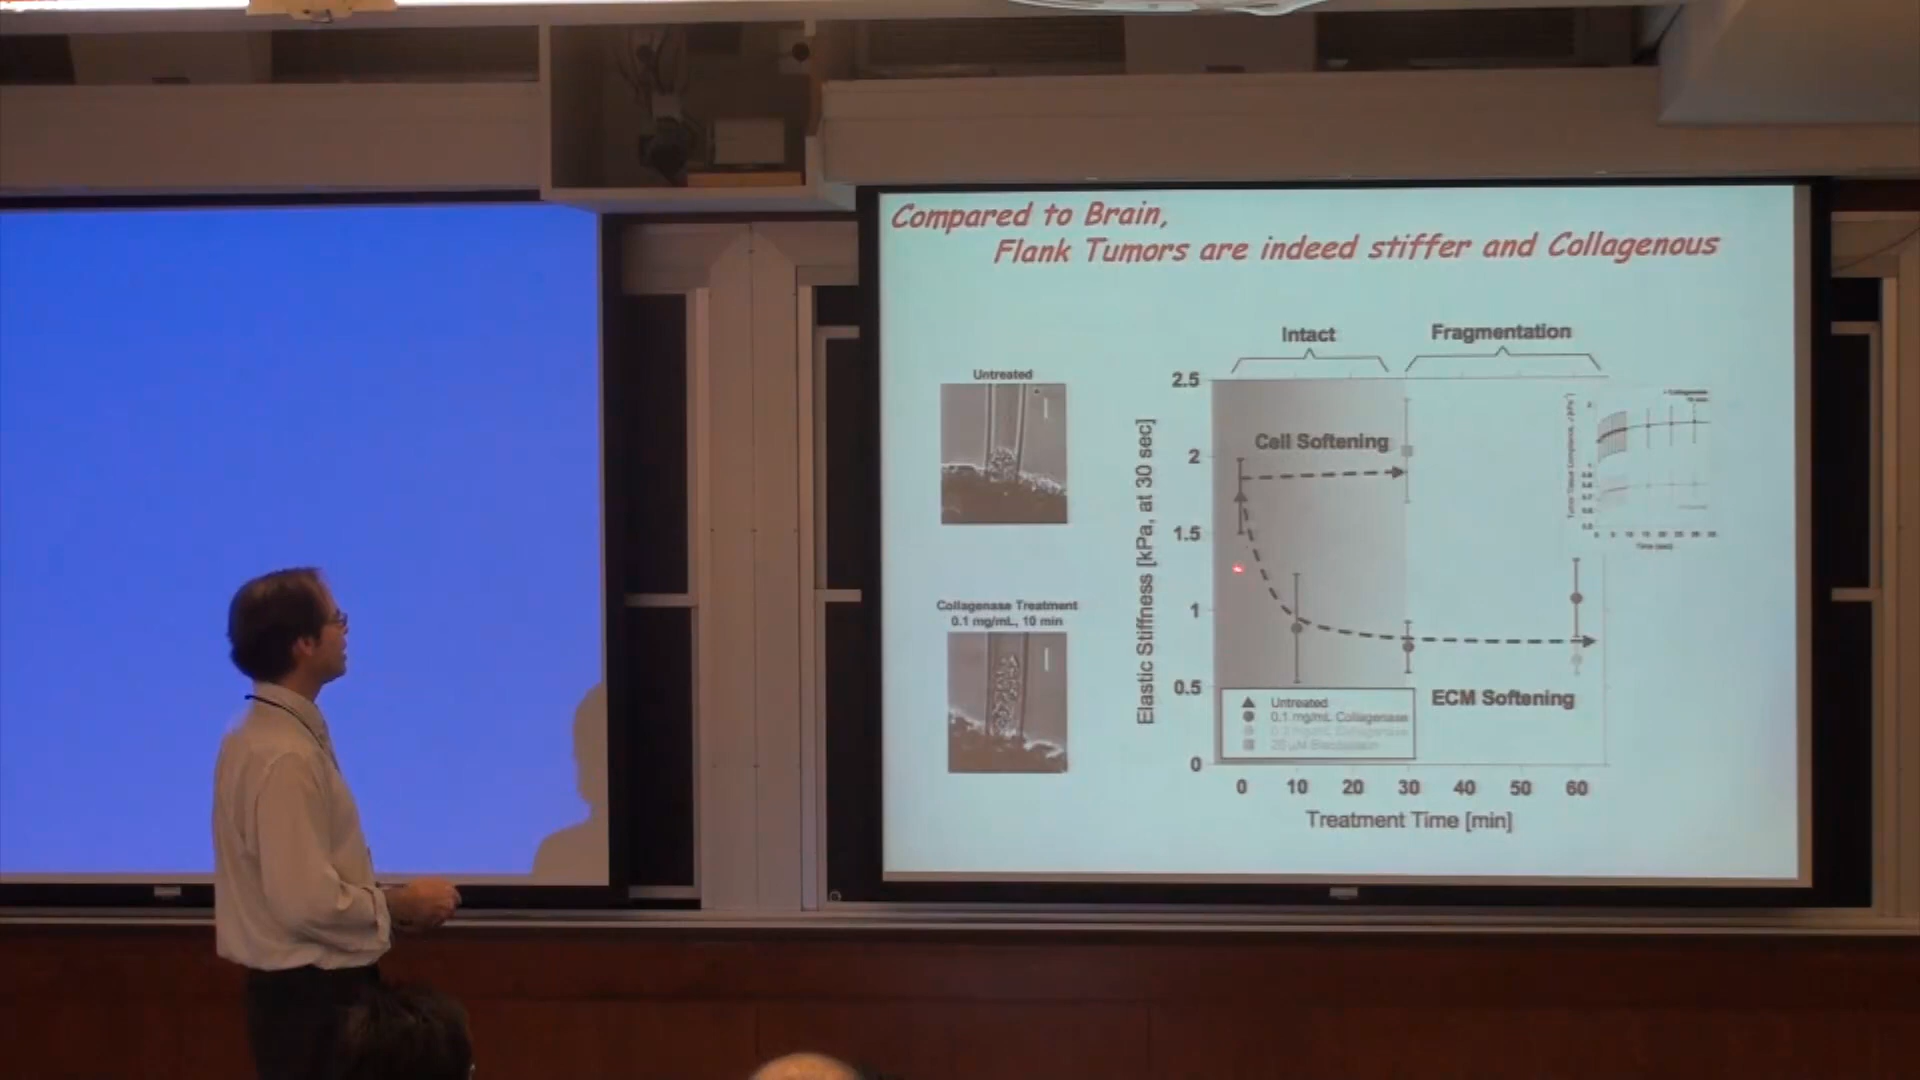 Compared to Brain,
Flank Tumors are indeed stiffer and Collagenous
Untreated
Collagenase Treatment
0.1 mg/mL, 10 min
Intact
Fragmentation
Cell Softening
ECM Softening
Elastic Stiffness [kPa, at 30 sec]
2.5
2
1.5
1
0.5
0
Untreated
0.1 mg/mL Collagenase
0 10 20 30 40 50 60
Treatment Time [min]
Time (sec)